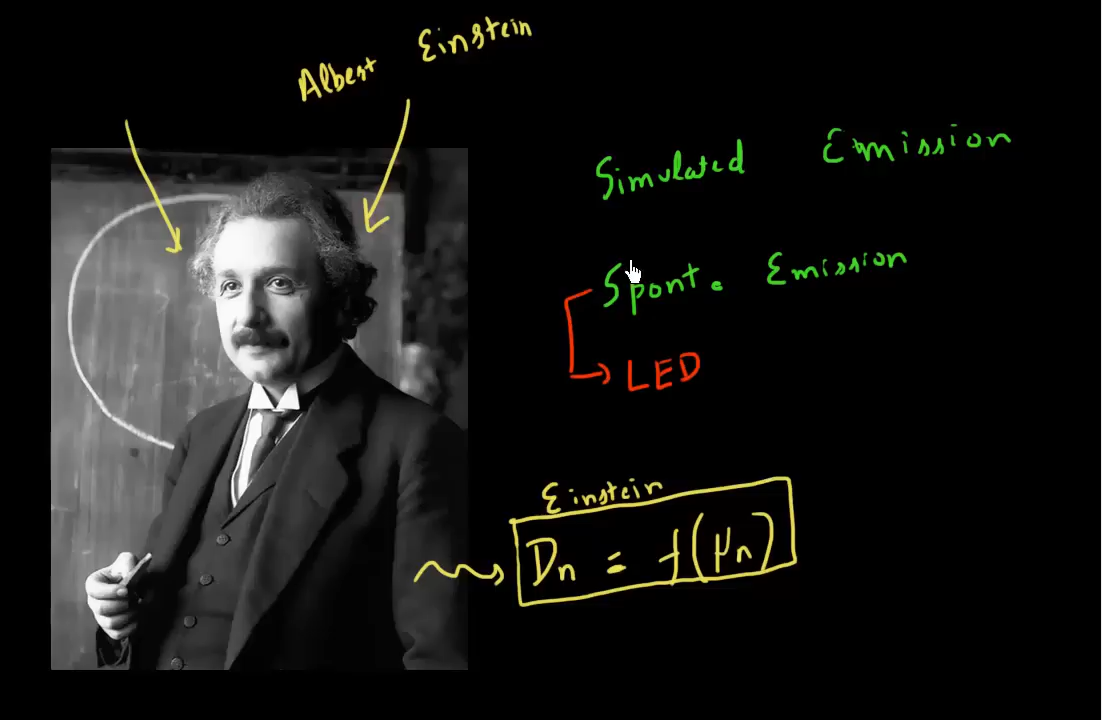 Albert Einstein
Simulated Emission
Spont. Emission
LED
Einstein
Dn = f(μn)